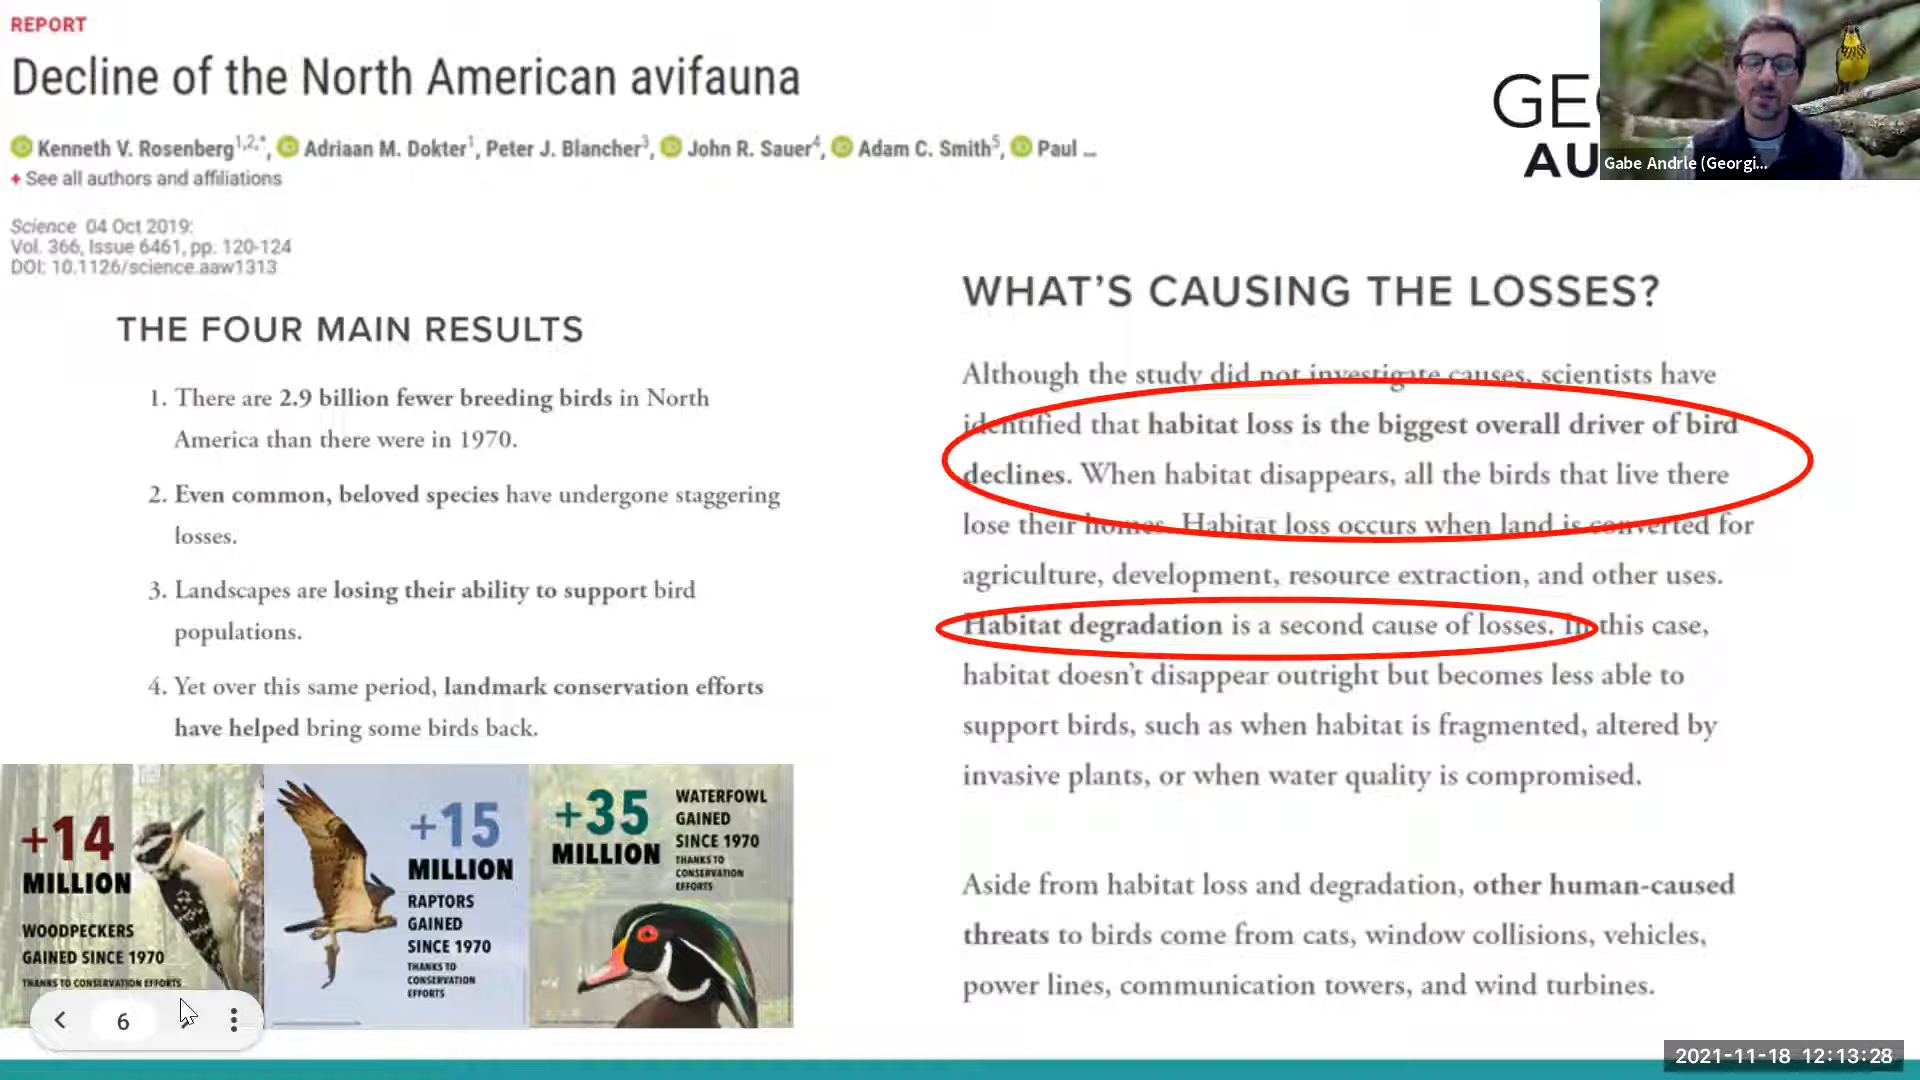 REPORT
Decline of the North American avifauna
Kenneth V. Rosenberg1,2,*, Adriaan M. Dokter1, Peter J. Blancher3, John R. Sauer4, Adam C. Smith5, Paul ...
+ See all authors and affiliations
Science 04 Oct 2019:
Vol. 366, Issue 6461, pp. 120-124
DOI: 10.1126/science.aaw1313
GE
AU
Gabe Andrle (Georgi...
THE FOUR MAIN RESULTS
1. There are 2.9 billion fewer breeding birds in North
America than there were in 1970.
2. Even common, beloved species have undergone staggering
losses.
3. Landscapes are losing their ability to support bird
populations.
4. Yet over this same period, landmark conservation efforts
have helped bring some birds back.
+14
MILLION
WOODPECKERS
GAINED SINCE 1970
THANKS TO CONSERVATION EFFORTS
+15
MILLION
RAPTORS
GAINED
SINCE 1970
THANKS TO
CONSERVATION
EFFORTS
+35
MILLION
WATERFOWL
GAINED
SINCE 1970
THANKS TO
CONSERVATION
EFFORTS
6
WHAT'S CAUSING THE LOSSES?
Although the study did not investigate causes, scientists have
identified that habitat loss is the biggest overall driver of bird
declines. When habitat disappears, all the birds that live there
lose their homes. Habitat loss occurs when land is converted for
agriculture, development, resource extraction, and other uses.
Habitat degradation is a second cause of losses. In this case,
habitat doesn't disappear outright but becomes less able to
support birds, such as when habitat is fragmented, altered by
invasive plants, or when water quality is compromised.
Aside from habitat loss and degradation, other human-caused
threats to birds come from cats, window collisions, vehicles,
power lines, communication towers, and wind turbines.
2021-11-18 12:13:28